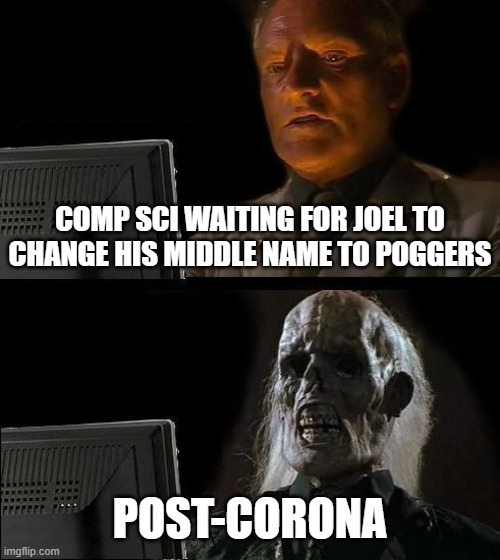 COMP SCI WAITING FOR JOEL TO
CHANGE HIS MIDDLE NAME TO POGGERS
POST-CORONA
imgflip.com